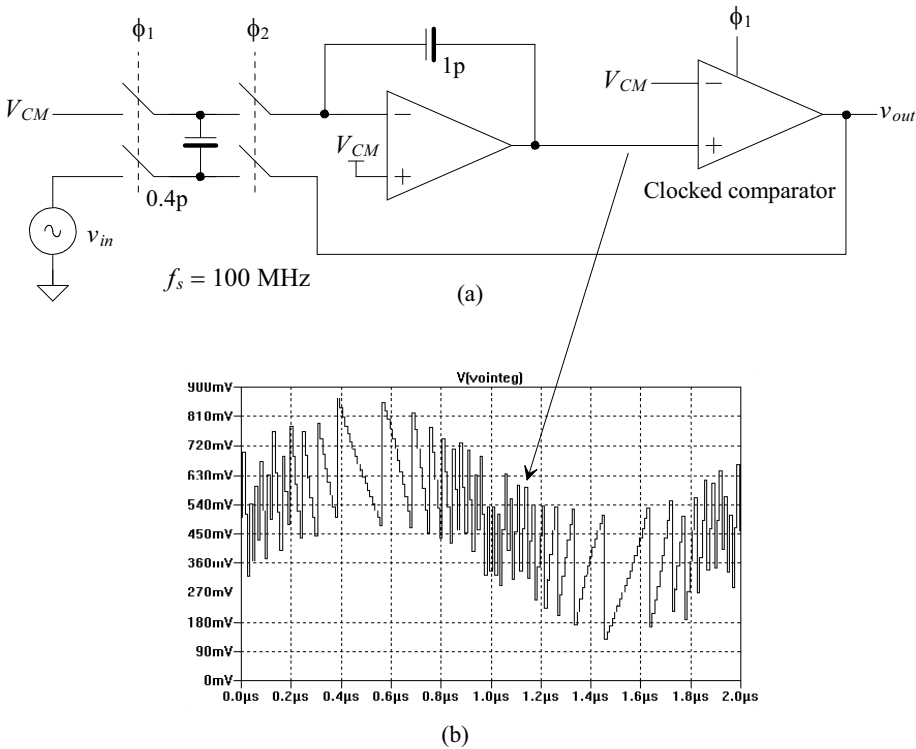 ϕ1 ϕ2 ϕ1
1p
VCM VCM
VCM vout
Clocked comparator
0.4p
vin
fs = 100 MHz
(a)
V(vointeg)
900mV
810mV
720mV
630mV
540mV
450mV
360mV
270mV
180mV
90mV
0mV
0.0µs 0.2µs 0.4µs 0.6µs 0.8µs 1.0µs 1.2µs 1.4µs 1.6µs 1.8µs 2.0µs
(b)